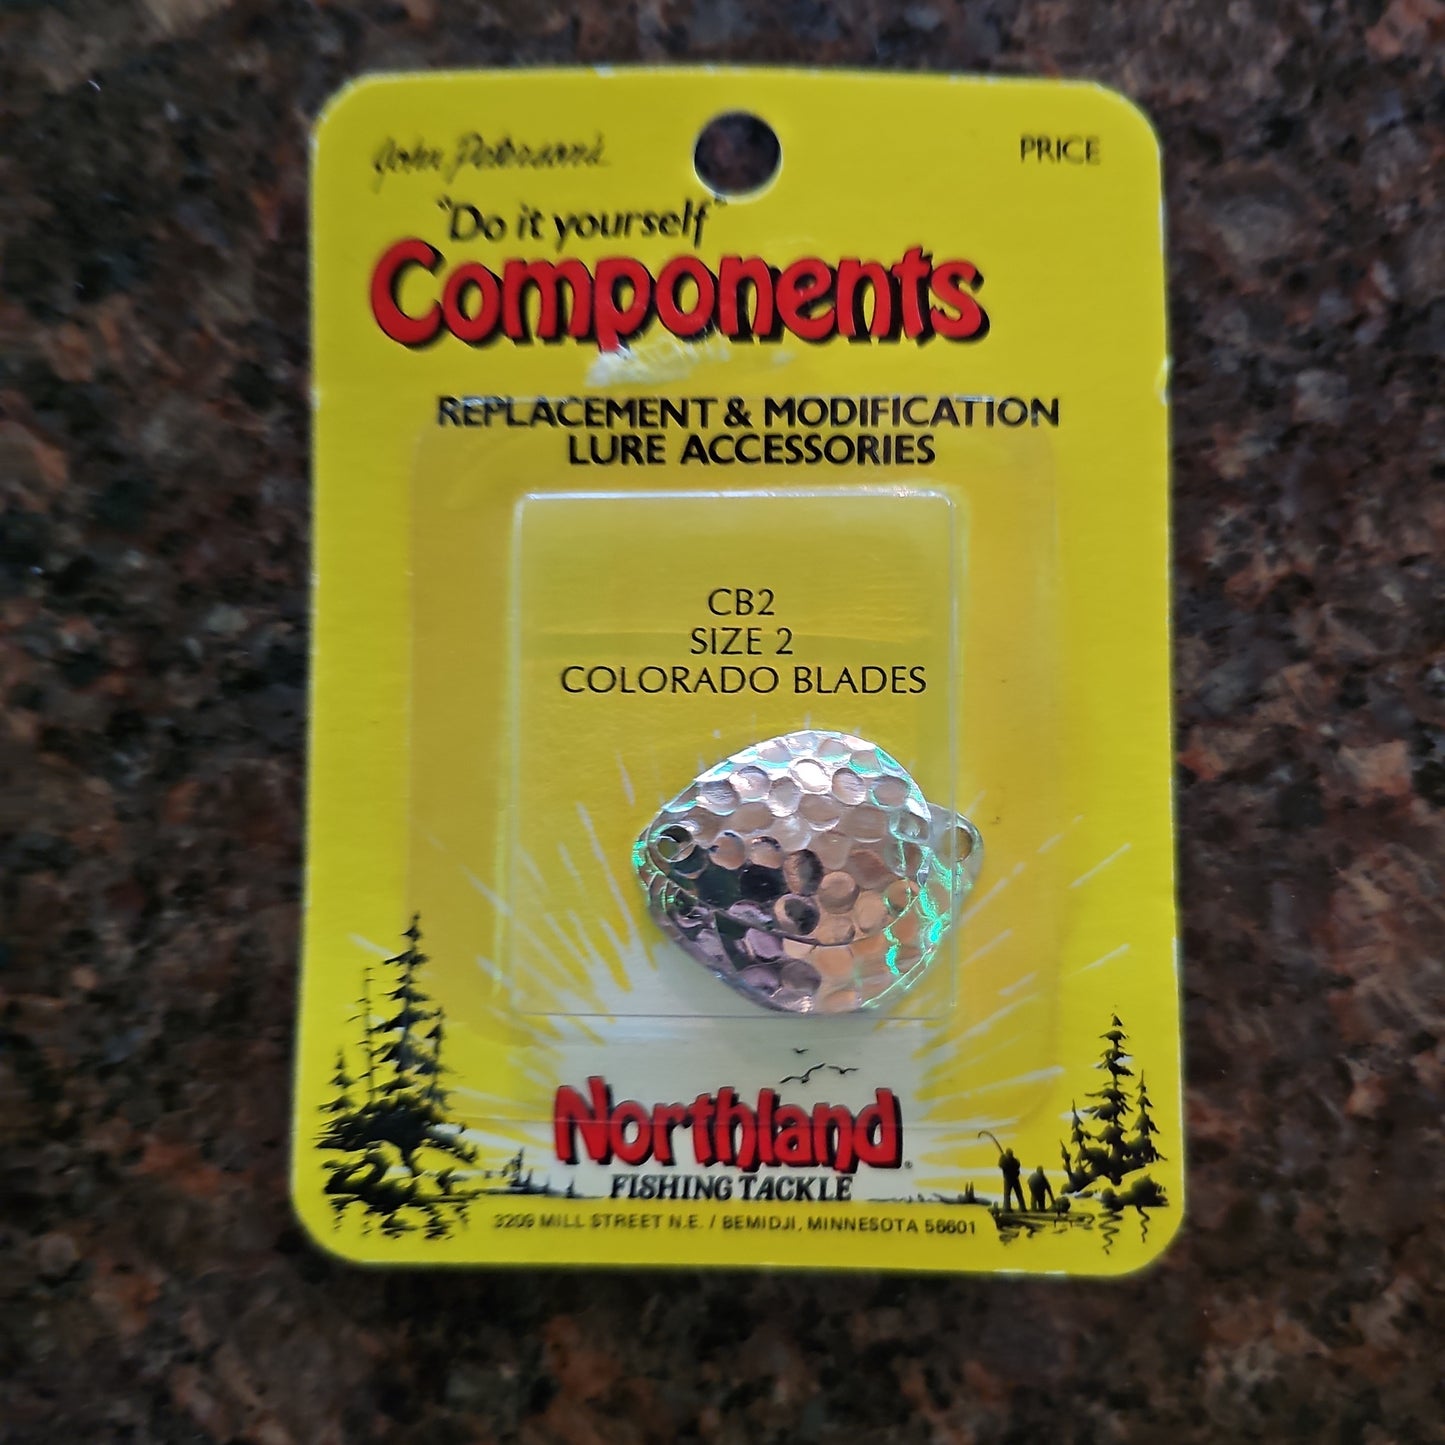 John Peterson's
PRICE
"Do it yourself"
Components
REPLACEMENT & MODIFICATION
LURE ACCESSORIES
CB2
SIZE 2
COLORADO BLADES
Northland®
FISHING TACKLE
3209 MILL STREET N.E. / BEMIDJI, MINNESOTA 56601